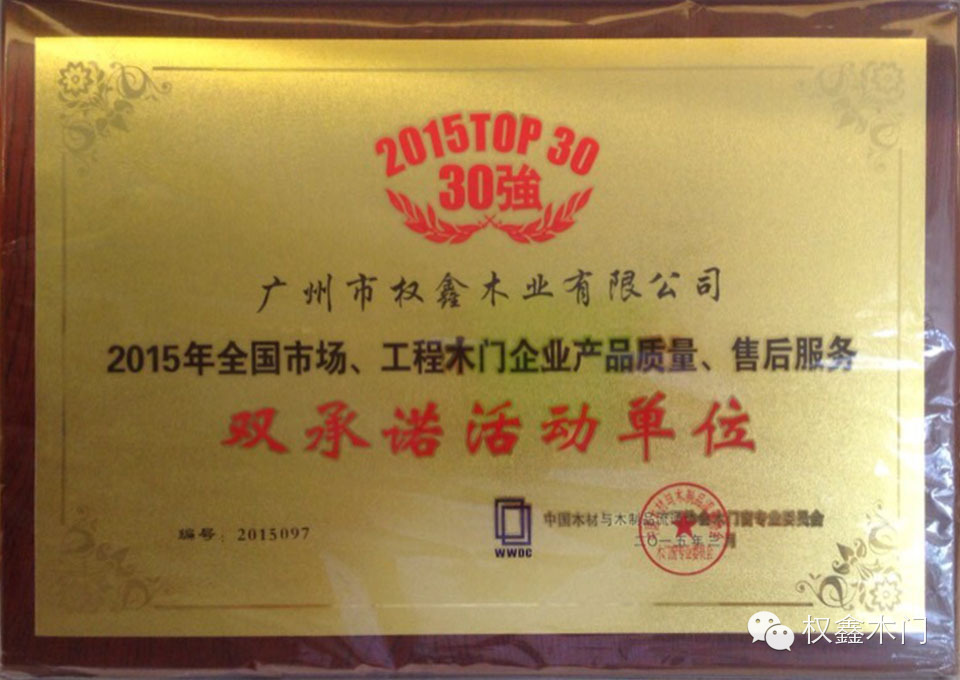 2015TOP 30
30強
广州市权鑫木业有限公司
2015年全国市场、工程木门企业产品质量、售后服务
双承诺活动单位
编号：2015097
WWDC
中国木材与木制品流通协会木门窗专业委员会
二〇一五年三月
权鑫木门